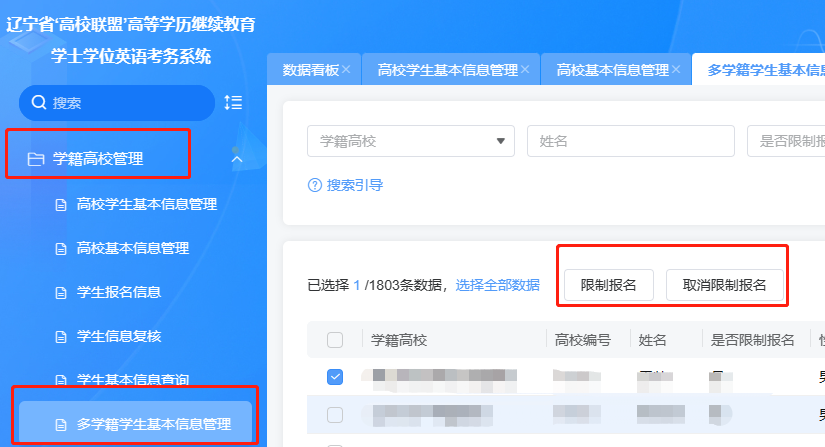 辽宁省‘高校联盟’高等学历继续教育
学士学位英语考务系统
搜索
学籍高校管理
高校学生基本信息管理
高校基本信息管理
学生报名信息
学生信息复核
学生基本信息查询
多学籍学生基本信息管理
数据看板 高校学生基本信息管理 高校基本信息管理 多学籍学生基本信息
学籍高校 姓名 是否限制报
搜索引导
已选择 1 /1803条数据，选择全部数据 限制报名 取消限制报名
学籍高校 高校编号 姓名 是否限制报名